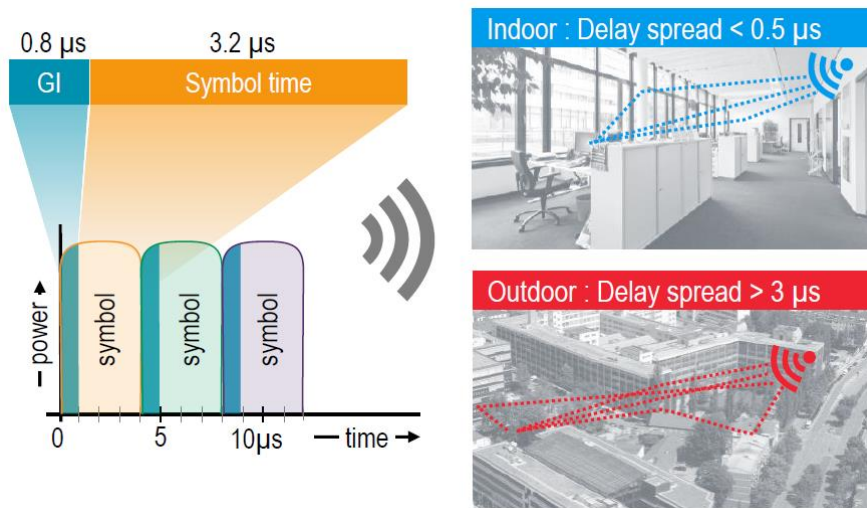 0.8 µs 3.2 µs
GI Symbol time
power
symbol symbol symbol
0 5 10µs time
Indoor : Delay spread < 0.5 µs
Outdoor : Delay spread > 3 µs